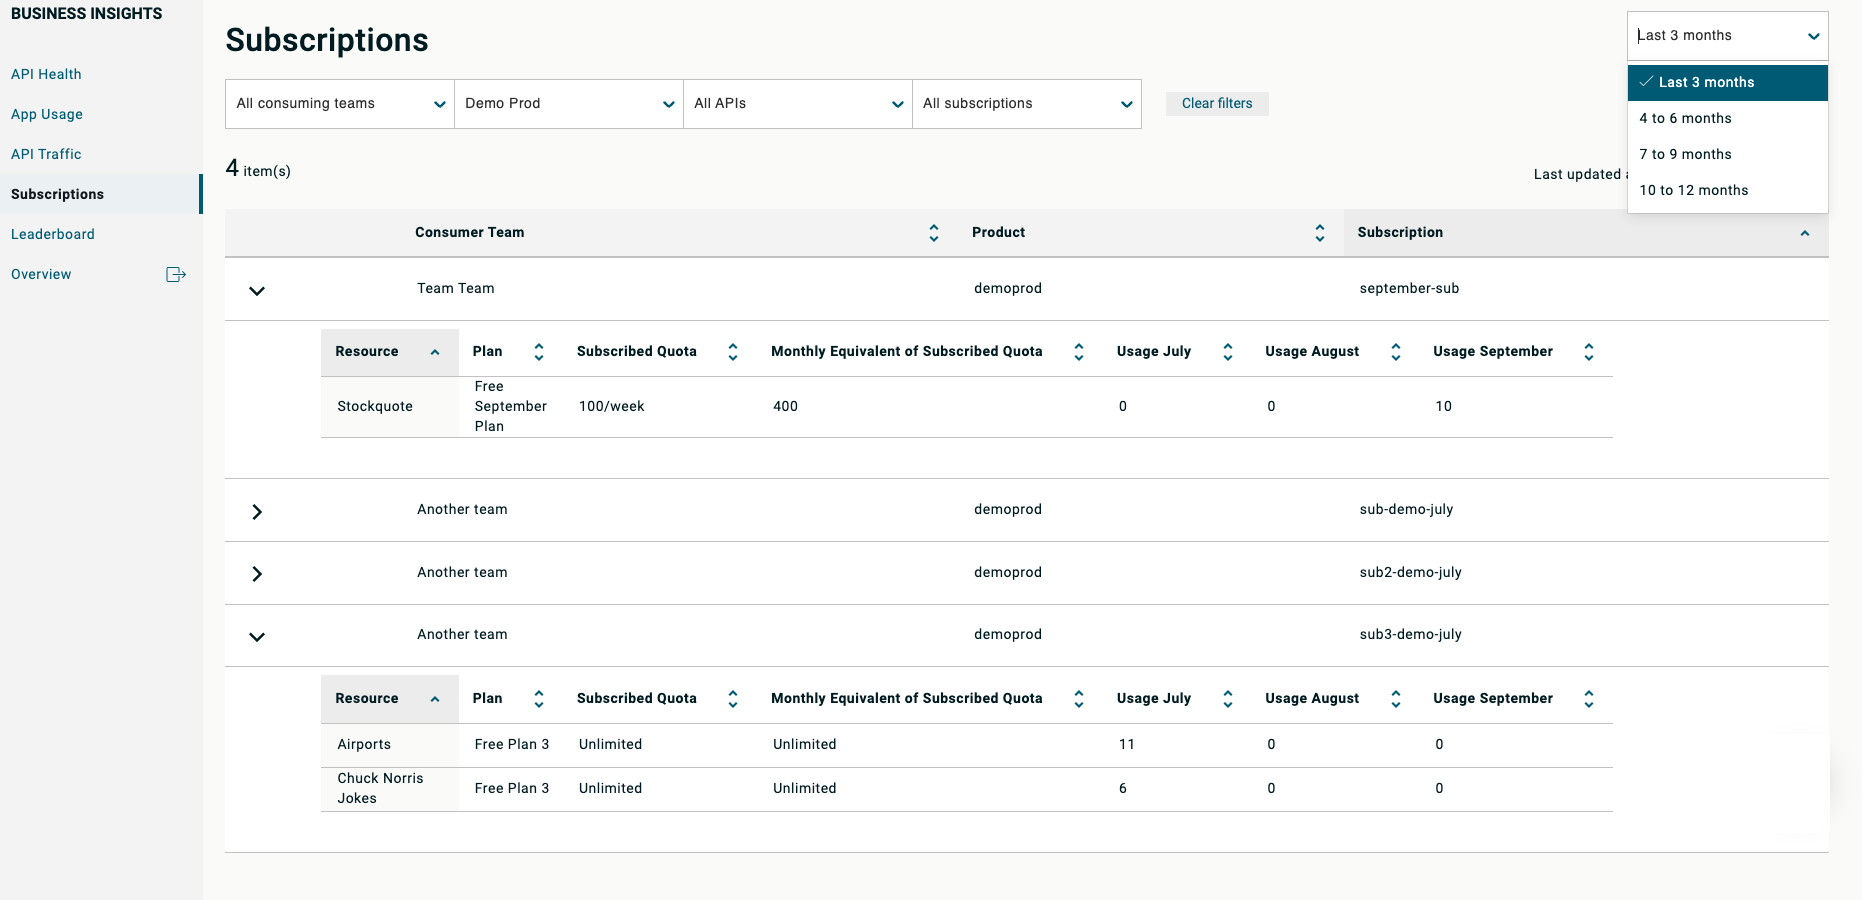 BUSINESS INSIGHTS
API Health
App Usage
API Traffic
Subscriptions
Leaderboard
Overview
Subscriptions
Last 3 months
Last 3 months
4 to 6 months
7 to 9 months
10 to 12 months
All consuming teams
Demo Prod
All APIs
All subscriptions
Clear filters
4 item(s)
Last updated
Consumer Team Product Subscription
Team Team demoprod september-sub
Resource Plan Subscribed Quota Monthly Equivalent of Subscribed Quota Usage July Usage August Usage September
Free
Stockquote September 100/week 400 0 0 10
Plan
Another team demoprod sub-demo-july
Another team demoprod sub2-demo-july
Another team demoprod sub3-demo-july
Resource Plan Subscribed Quota Monthly Equivalent of Subscribed Quota Usage July Usage August Usage September
Airports Free Plan 3 Unlimited Unlimited 11 0 0
Chuck Norris
Jokes Free Plan 3 Unlimited Unlimited 6 0 0